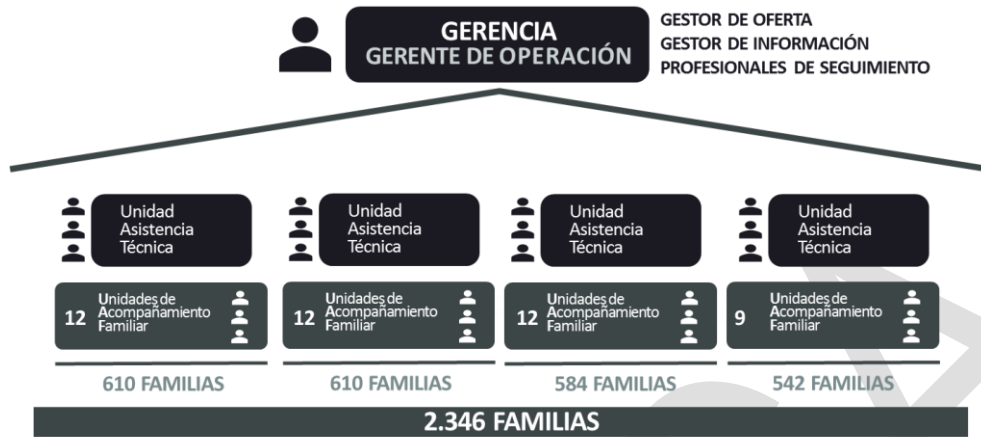 GERENCIA
GERENTE DE OPERACIÓN
GESTOR DE OFERTA
GESTOR DE INFORMACIÓN
PROFESIONALES DE SEGUIMIENTO
Unidad
Asistencia
Técnica
Unidad
Asistencia
Técnica
Unidad
Asistencia
Técnica
Unidad
Asistencia
Técnica
12
Unidades de
Acompañamiento
Familiar
12
Unidades de
Acompañamiento
Familiar
12
Unidades de
Acompañamiento
Familiar
9
Unidades de
Acompañamiento
Familiar
610 FAMILIAS
610 FAMILIAS
584 FAMILIAS
542 FAMILIAS
2.346 FAMILIAS